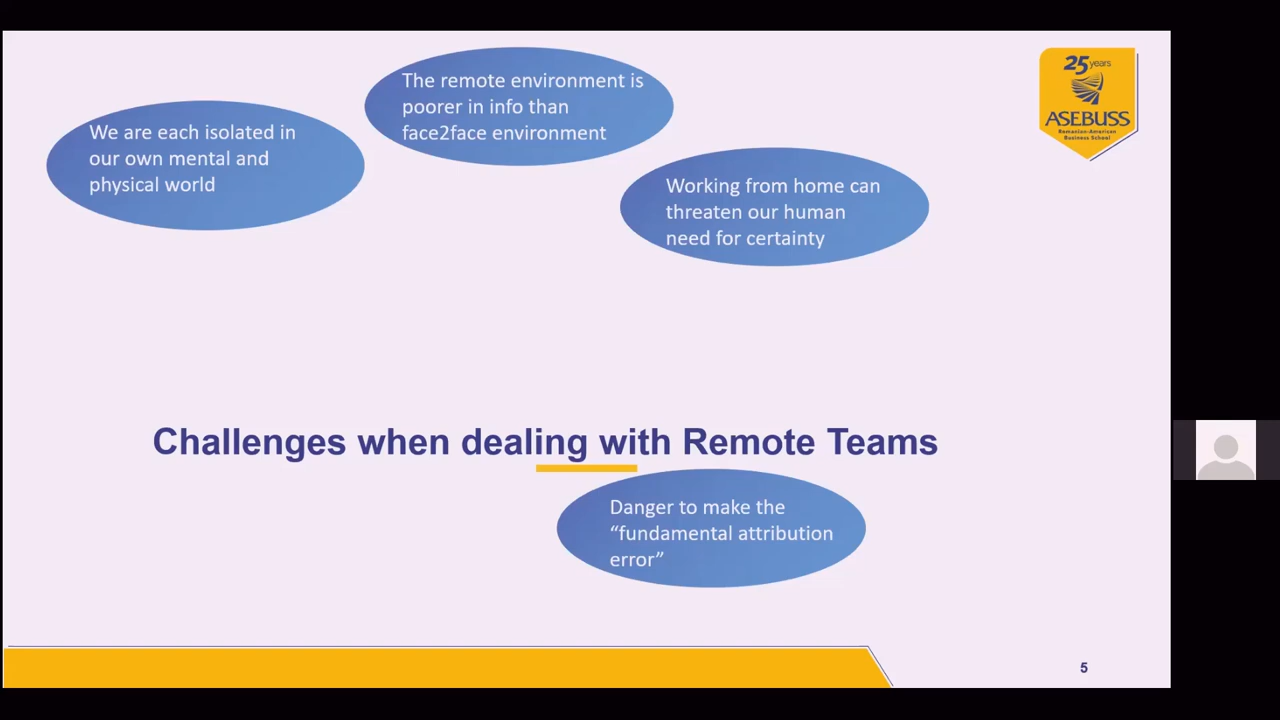 The remote environment is
poorer in info than
face2face environment
We are each isolated in
our own mental and
physical world
Working from home can
threaten our human
need for certainty
25 years
ASEBUSS
Romanian-American
Business School
Challenges when dealing with Remote Teams
Danger to make the
“fundamental attribution
error”
5